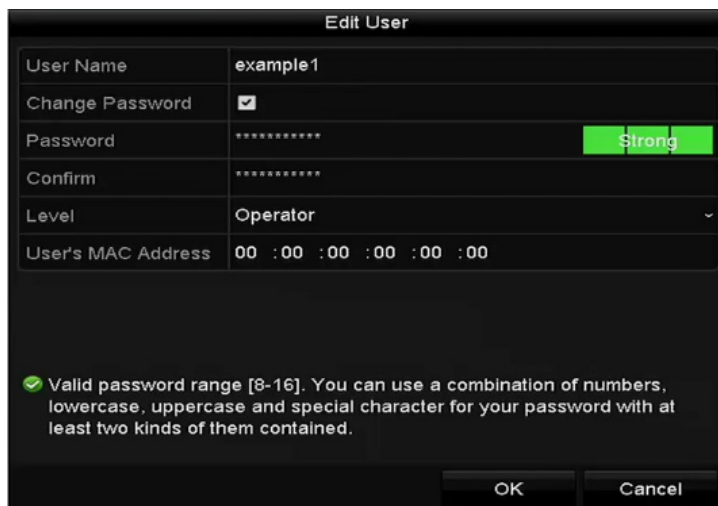 Edit User
User Name example1
Change Password
Password *********** Strong
Confirm ***********
Level Operator
User's MAC Address 00 :00 :00 :00 :00 :00
Valid password range [8-16]. You can use a combination of numbers,
lowercase, uppercase and special character for your password with at
least two kinds of them contained.
OK Cancel